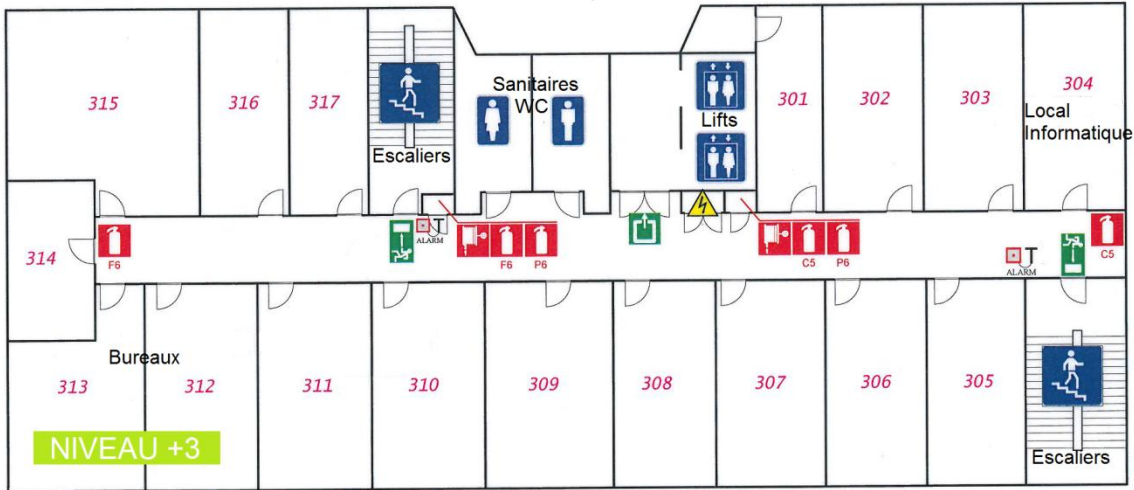 315
316
317
Escaliers
Sanitaires
WC
Lifts
301
302
303
304
Local
Informatique
314
F6
ALARM
F6
P6
C5
P6
ALARM
C5
Bureaux
313
312
311
310
309
308
307
306
305
Escaliers
NIVEAU +3